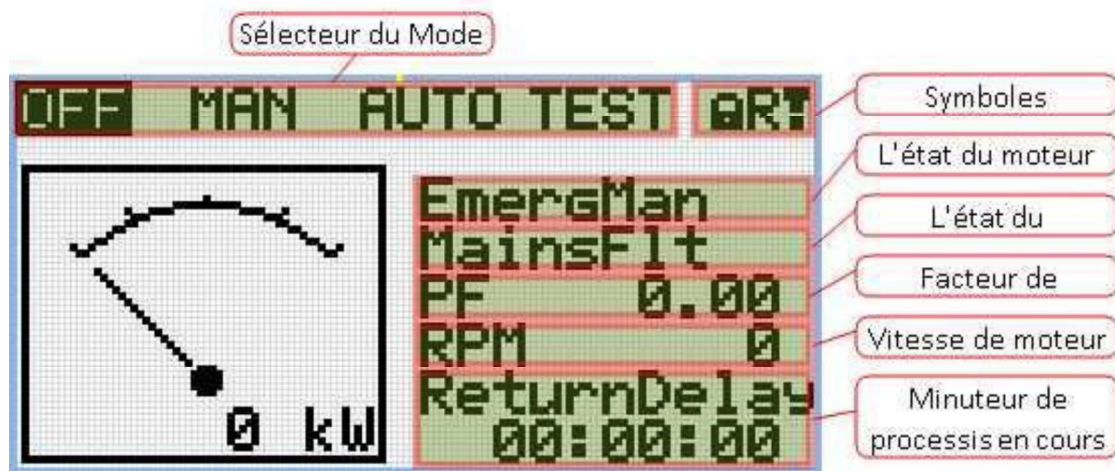 Sélecteur du Mode
OFF MAN AUTO TEST R!
Symboles
L'état du moteur
EmergMan
L'état du
MainsFlt
Facteur de
PF 0.00
Vitesse de moteur
RPM 0
ReturnDelay
00:00:00
Minuteur de
processis en cours
0 kW